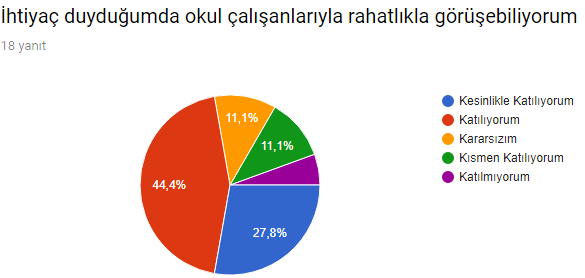 İhtiyaç duyduğumda okul çalışanlarıyla rahatlıkla görüşebiliyorum
18 yanıt
Kesinlikle Katılıyorum
Katılıyorum
Kararsızım
Kısmen Katılıyorum
Katılmıyorum
11,1%
11,1%
44,4%
27,8%